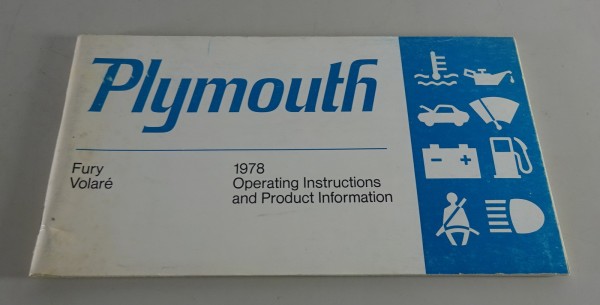 Plymouth
Fury
Volaré
1978
Operating Instructions
and Product Information